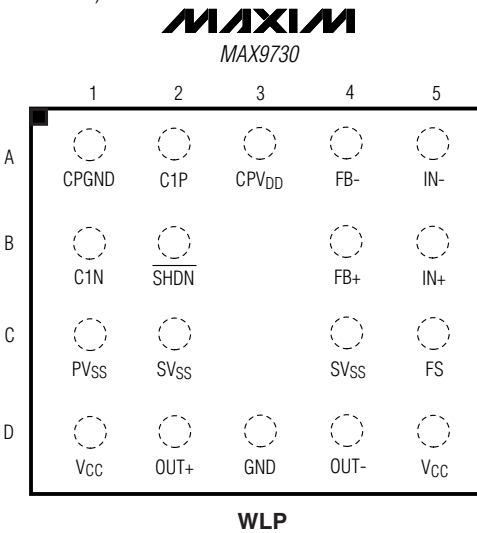 MAXIM
MAX9730
1 2 3 4 5
A
CPGND C1P CPVDD FB- IN-
B
C1N SHDN FB+ IN+
C
PVSS SVSS SVSS FS
D
VCC OUT+ GND OUT- VCC
WLP